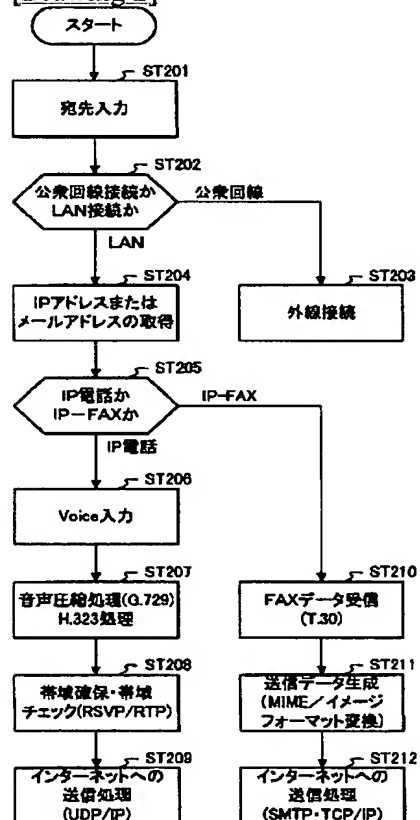 スタート
ST201
宛先入力
ST202
公衆回線接続か
LAN接続か
公衆回線
LAN
ST204
IPアドレスまたは
メールアドレスの取得
ST203
外線接続
ST205
IP電話か
IP-FAXか
IP-FAX
IP電話
ST206
Voice入力
ST207
音声圧縮処理(G.729)
H.323処理
ST210
FAXデータ受信
(T.30)
ST208
帯域確保・帯域
チェック(RSVP/RTP)
ST211
送信データ生成
(MIME/イメージ
フォーマット変換)
ST209
インターネットへの
送信処理
(UDP/IP)
ST212
インターネットへの
送信処理
(SMTP・TCP/IP)